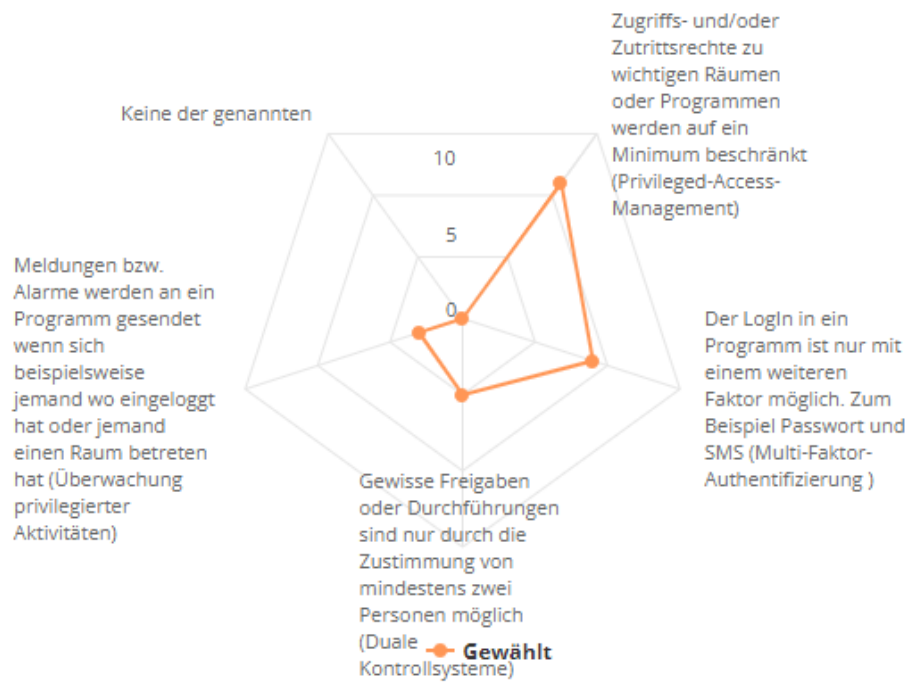 Zugriffs- und/oder
Zutrittsrechte zu
wichtigen Räumen
oder Programmen
werden auf ein
Minimum beschränkt
(Privileged-Access-
Management)
Keine der genannten
10
5
0
Meldungen bzw.
Alarme werden an ein
Programm gesendet
wenn sich
beispielsweise
jemand wo eingeloggt
hat oder jemand
einen Raum betreten
hat (Überwachung
privilegierter
Aktivitäten)
Der LogIn in ein
Programm ist nur mit
einem weiteren
Faktor möglich. Zum
Beispiel Passwort und
SMS (Multi-Faktor-
Authentifizierung )
Gewisse Freigaben
oder Durchführungen
sind nur durch die
Zustimmung von
mindestens zwei
Personen möglich
(Duale
Kontrollsysteme)
Gewählt